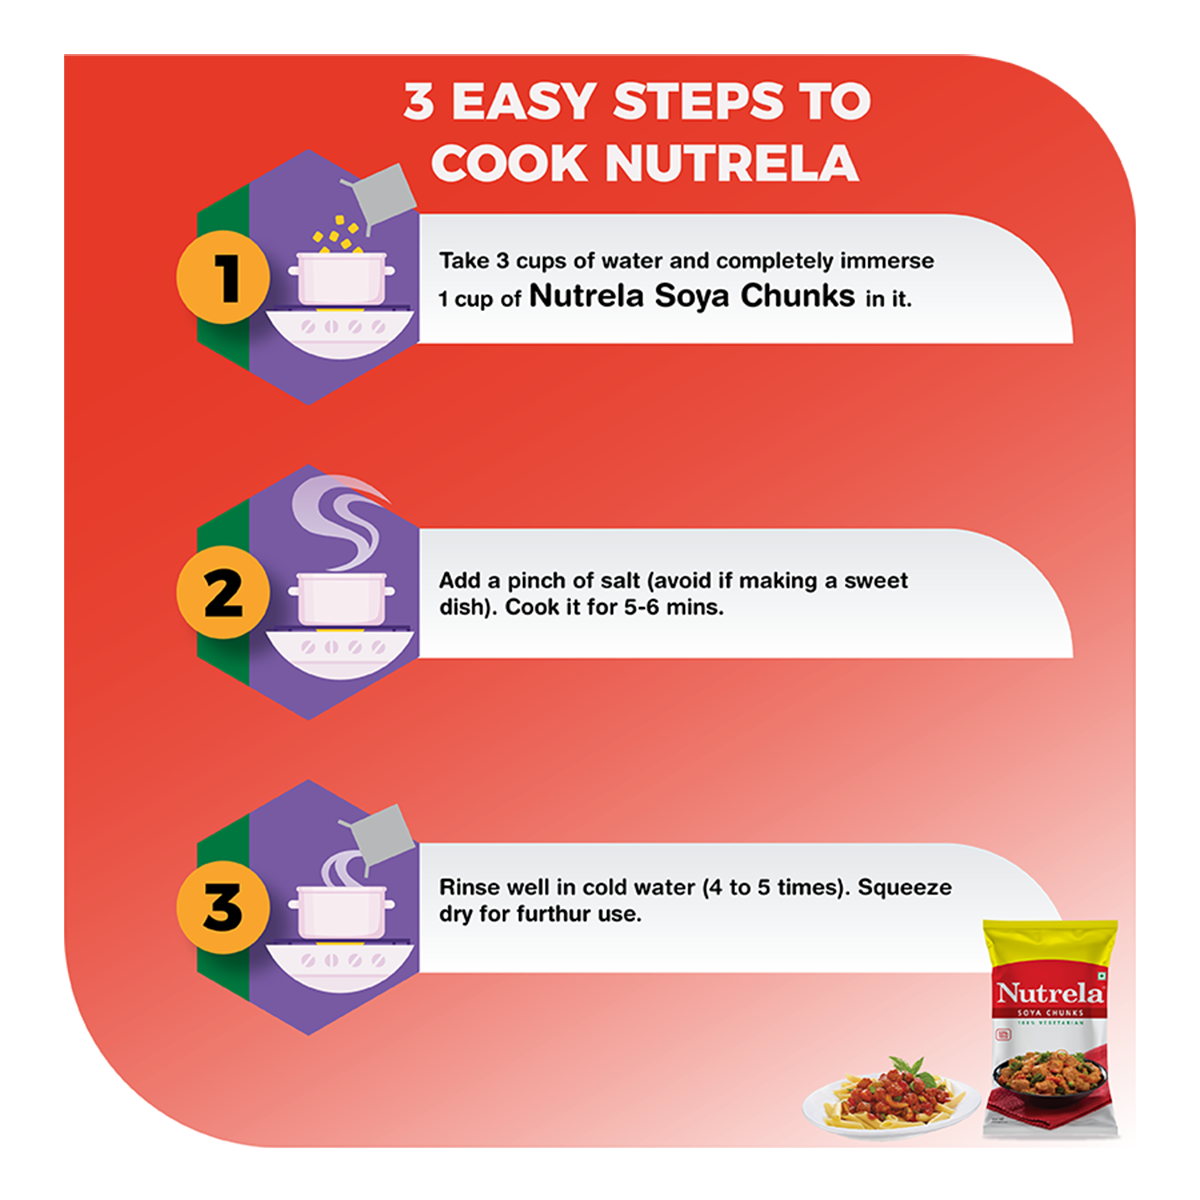 3 EASY STEPS TO
COOK NUTRELA
1
Take 3 cups of water and completely immerse
1 cup of Nutrela Soya Chunks in it.
2
Add a pinch of salt (avoid if making a sweet
dish). Cook it for 5-6 mins.
3
Rinse well in cold water (4 to 5 times). Squeeze
dry for furthur use.
Nutrela
SOYA CHUNKS
100% VEGETARIAN